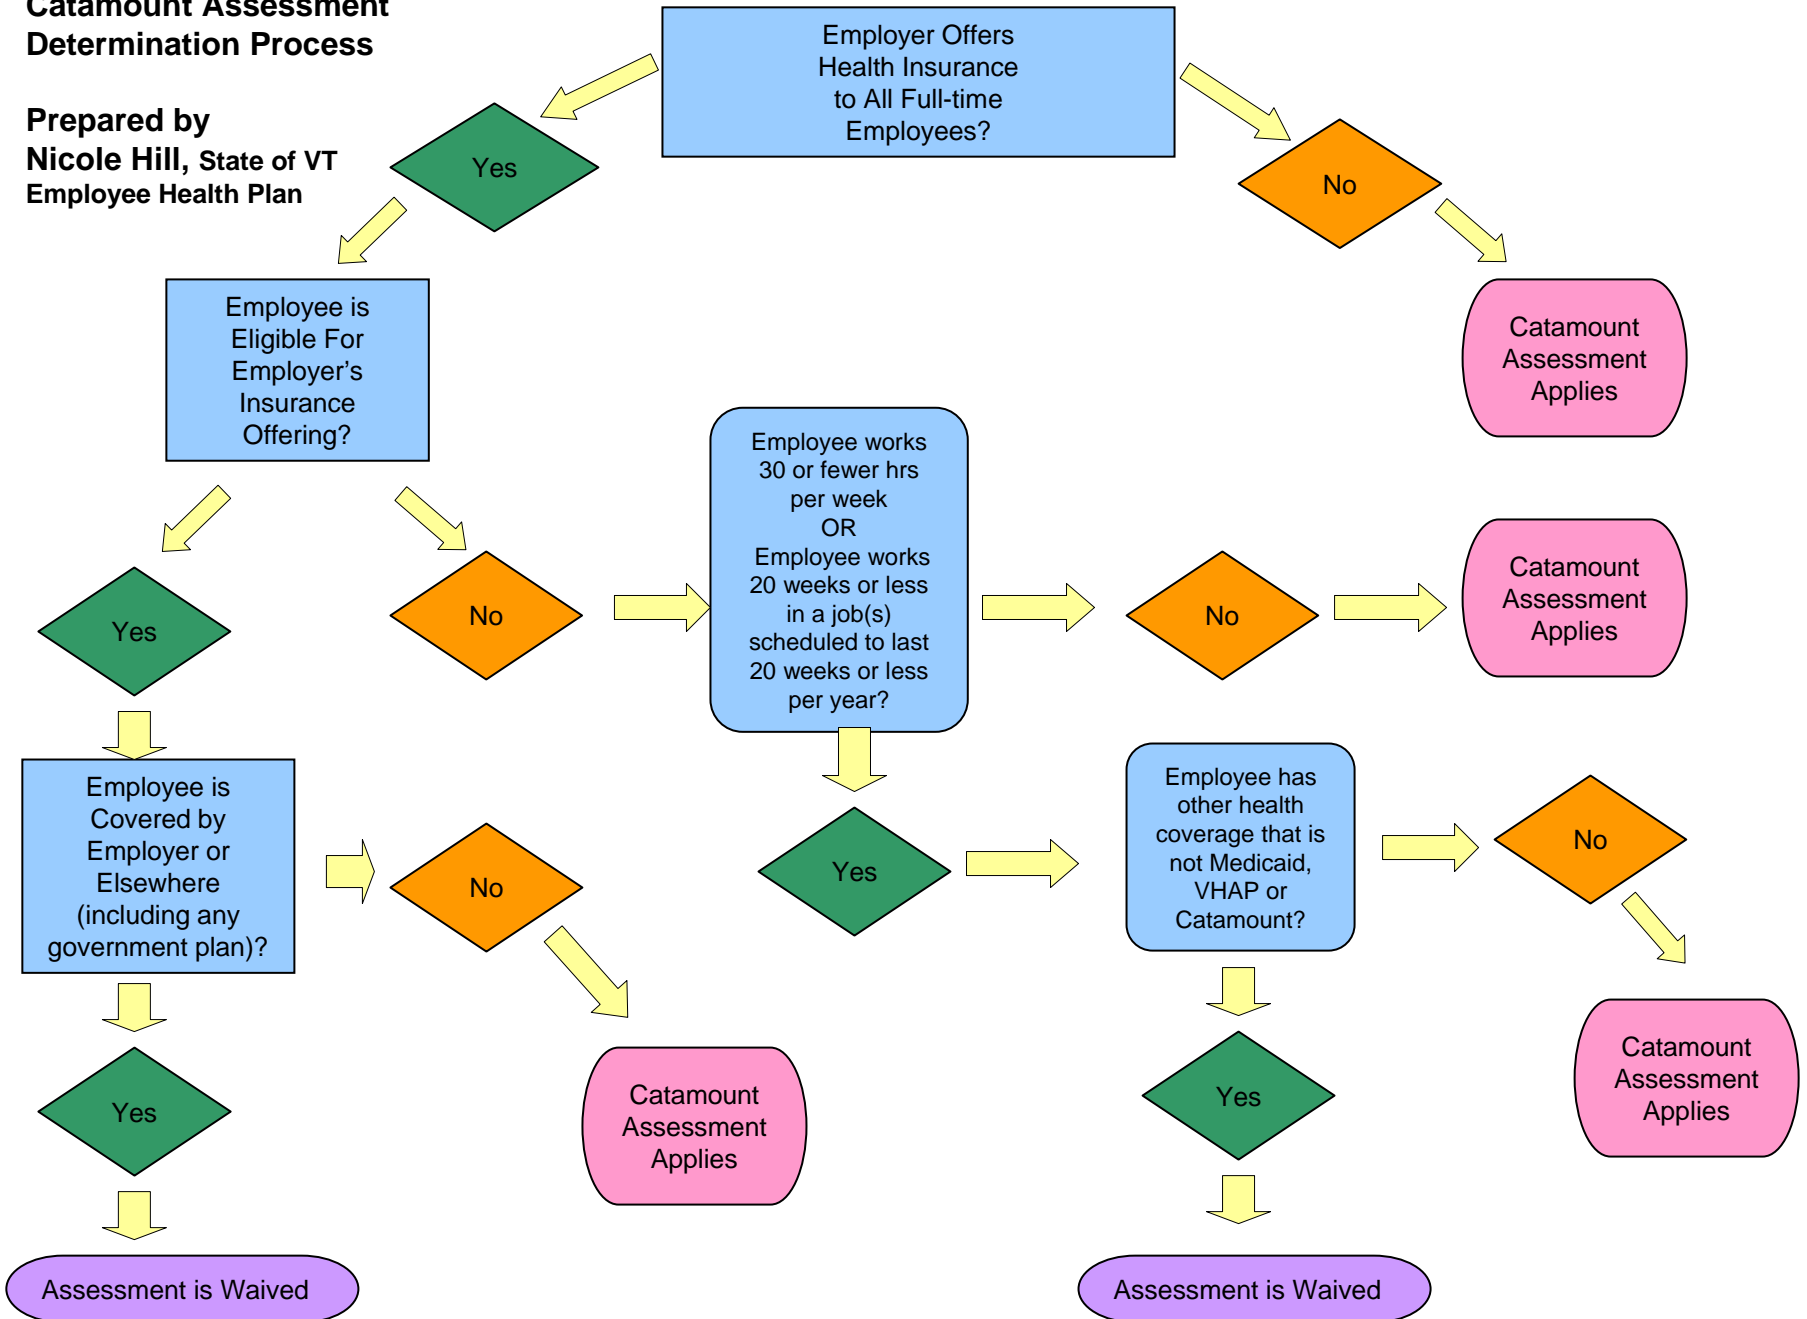 Catamount Assessment
Determination Process
Prepared by
Nicole Hill, State of VT
Employee Health Plan
Employer Offers
Health Insurance
to All Full-time
Employees?
Yes
No
Catamount
Assessment
Applies
Employee is
Eligible For
Employer’s
Insurance
Offering?
Yes
No
Employee works
30 or fewer hrs
per week
OR
Employee works
20 weeks or less
in a job(s)
scheduled to last
20 weeks or less
per year?
No
Catamount
Assessment
Applies
Employee is
Covered by
Employer or
Elsewhere
(including any
government plan)?
No
Catamount
Assessment
Applies
Yes
Assessment is Waived
Yes
Employee has
other health
coverage that is
not Medicaid,
VHAP or
Catamount?
No
Catamount
Assessment
Applies
Yes
Assessment is Waived